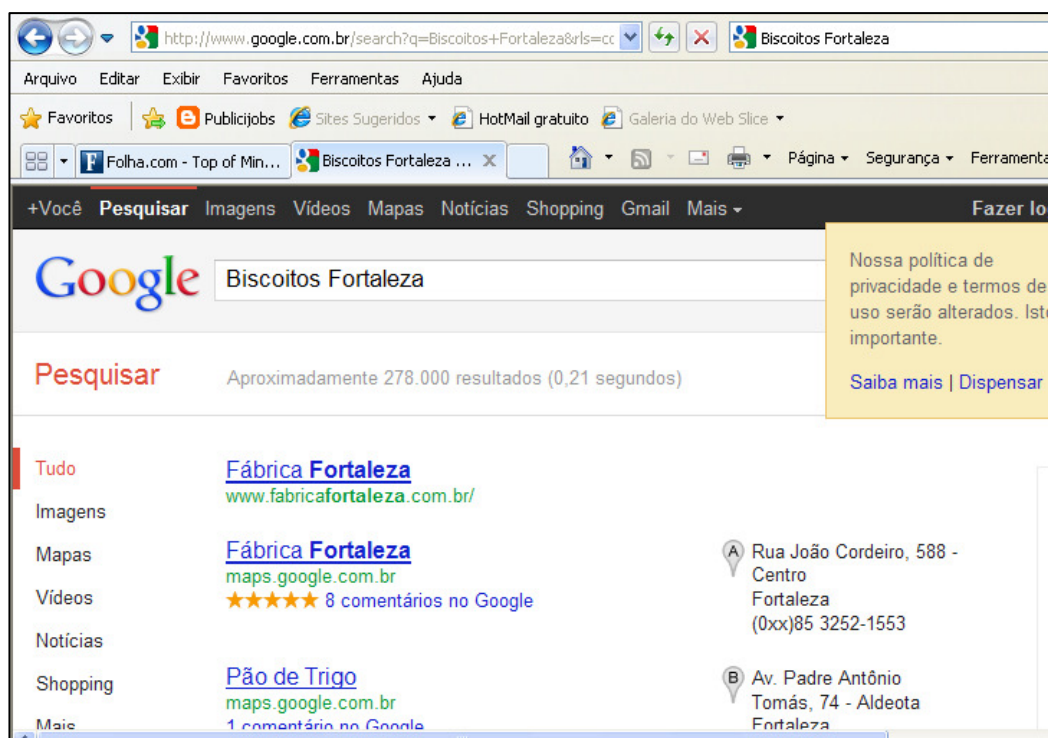 http://www.google.com.br/search?q=Biscoitos+Fortaleza&rls=cc Biscoitos Fortaleza
Arquivo Editar Exibir Favoritos Ferramentas Ajuda
Favoritos Publicijobs Sites Sugeridos HotMail gratuito Galeria do Web Slice
Folha.com - Top of Min... Biscoitos Fortaleza ... X Página Segurança Ferramenta
+Você Pesquisar Imagens Vídeos Mapas Notícias Shopping Gmail Mais Fazer lo
Nossa política de
privacidade e termos de
uso serão alterados. Isto
importante.
Saiba mais | Dispensar
Google Biscoitos Fortaleza
Pesquisar Aproximadamente 278.000 resultados (0,21 segundos)
Tudo
Imagens
Mapas
Vídeos
Notícias
Shopping
Mais
Fábrica Fortaleza
www.fabricafortaleza.com.br/
Fábrica Fortaleza
maps.google.com.br
8 comentários no Google
A Rua João Cordeiro, 588 -
Centro
Fortaleza
(0xx)85 3252-1553
Pão de Trigo
maps.google.com.br
1 comentário no Google
B Av. Padre Antônio
Tomás, 74 - Aldeota
Fortaleza